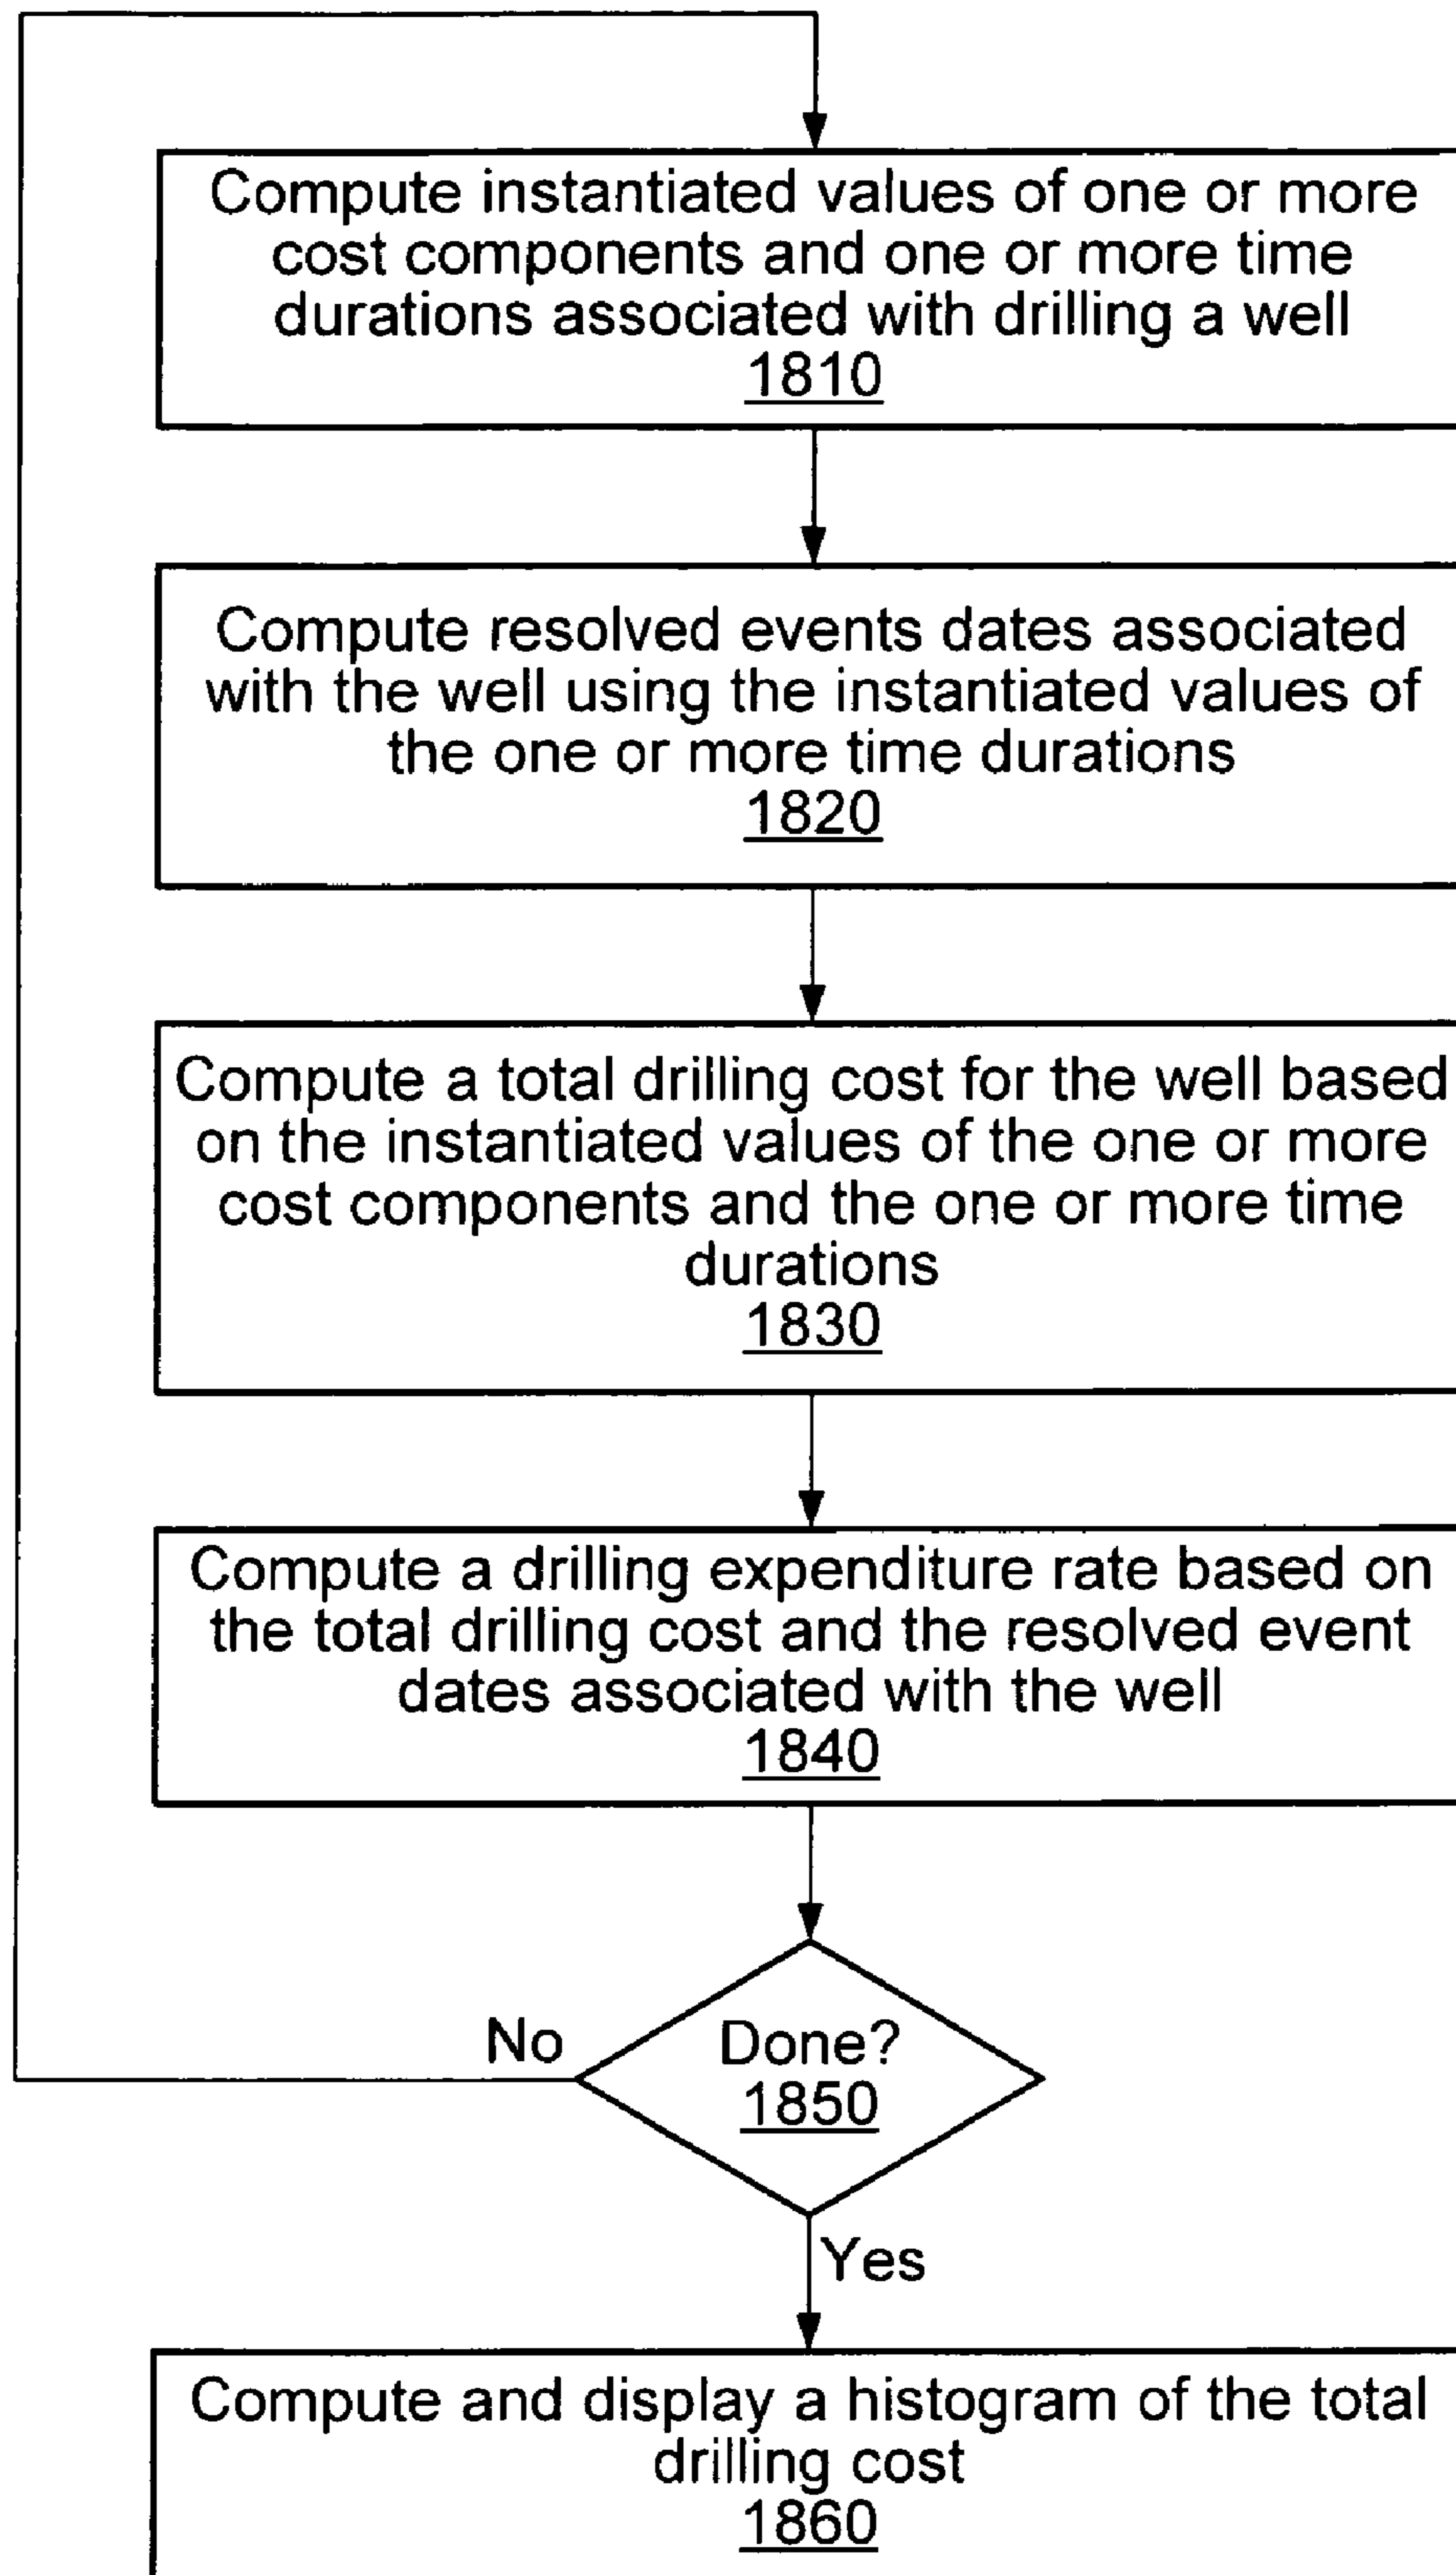 Compute instantiated values of one or more
cost components and one or more time
durations associated with drilling a well
1810
Compute resolved events dates associated
with the well using the instantiated values of
the one or more time durations
1820
Compute a total drilling cost for the well based
on the instantiated values of the one or more
cost components and the one or more time
durations
1830
Compute a drilling expenditure rate based on
the total drilling cost and the resolved event
dates associated with the well
1840
No
Done?
1850
Yes
Compute and display a histogram of the total
drilling cost
1860